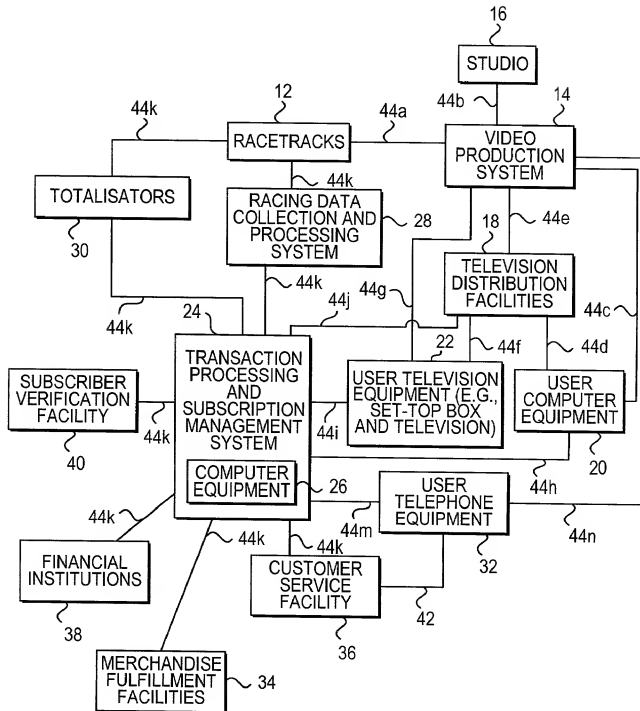 16
STUDIO
12
44k
44a
44b
14
RACETRACKS
VIDEO
PRODUCTION
SYSTEM
TOTALISATORS
30
44k
RACING DATA
COLLECTION AND
PROCESSING
SYSTEM
28
18
44e
TELEVISION
DISTRIBUTION
FACILITIES
44k
24
44k
44j
44g
44c
22
44f
44d
SUBSCRIBER
VERIFICATION
FACILITY
40
44k
TRANSACTION
PROCESSING
AND
SUBSCRIPTION
MANAGEMENT
SYSTEM
COMPUTER
EQUIPMENT
26
44i
USER TELEVISION
EQUIPMENT (E.G.,
SET-TOP BOX
AND TELEVISION)
USER
COMPUTER
EQUIPMENT
20
44h
44m
USER
TELEPHONE
EQUIPMENT
32
44n
44k
44k
44k
FINANCIAL
INSTITUTIONS
38
CUSTOMER
SERVICE
FACILITY
36
42
MERCHANDISE
FULFILLMENT
FACILITIES
34